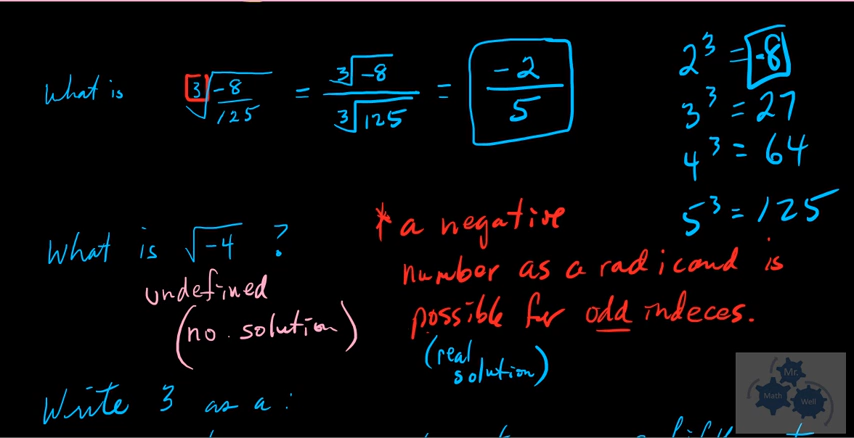 What is ∛(-8/125) = ∛-8 / ∛125 = -2/5
2³ = -8
3³ = 27
4³ = 64
5³ = 125
What is √-4 ?
undefined
(no solution)
* a negative
number as a radicand is
possible for odd indeces.
(real
solution)
Write 3 as a:
Mr.
Math
Well